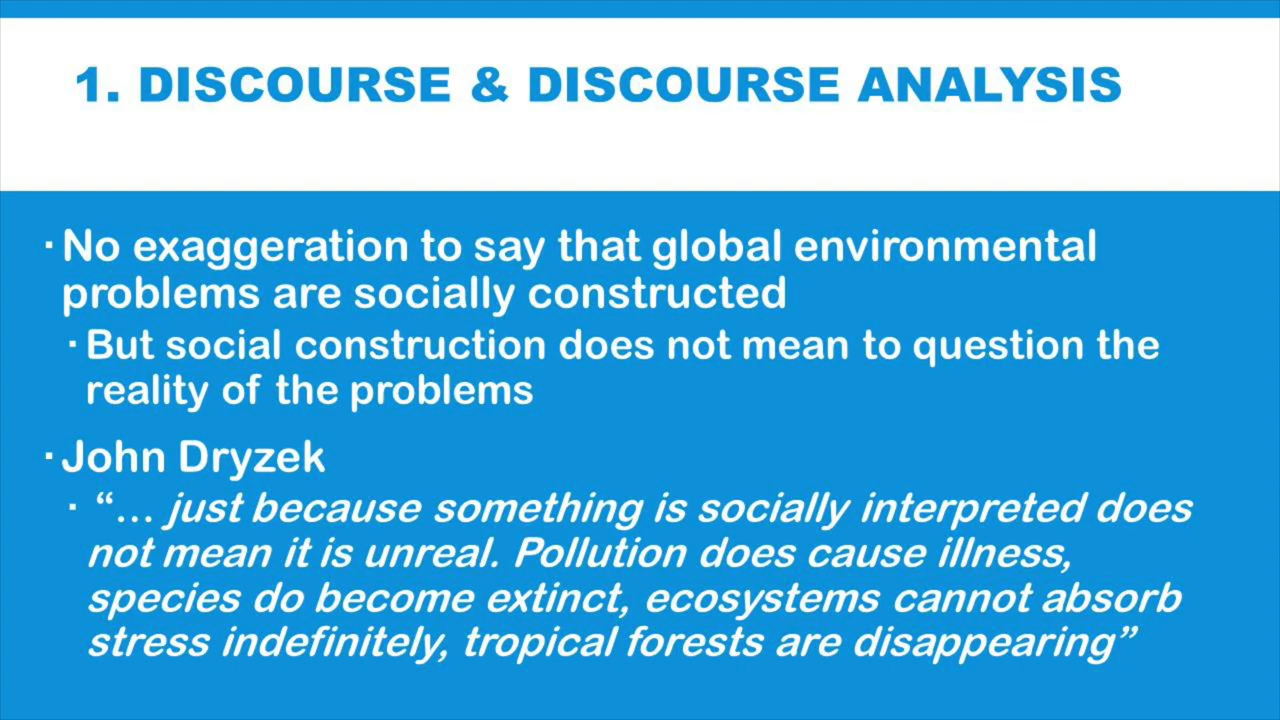 1. DISCOURSE & DISCOURSE ANALYSIS
▪ No exaggeration to say that global environmental
problems are socially constructed
▪ But social construction does not mean to question the
reality of the problems
▪ John Dryzek
▪ “… just because something is socially interpreted does
not mean it is unreal. Pollution does cause illness,
species do become extinct, ecosystems cannot absorb
stress indefinitely, tropical forests are disappearing”